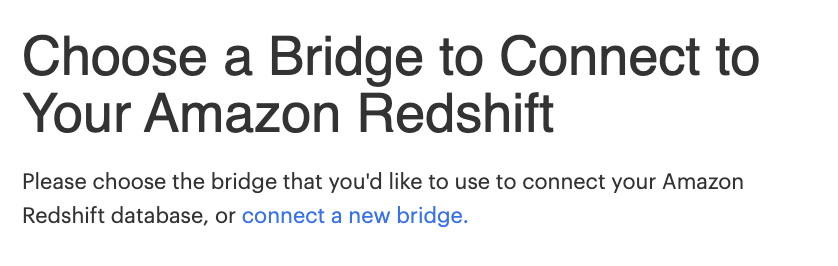 Choose a Bridge to Connect to
Your Amazon Redshift
Please choose the bridge that you'd like to use to connect your Amazon
Redshift database, or connect a new bridge.